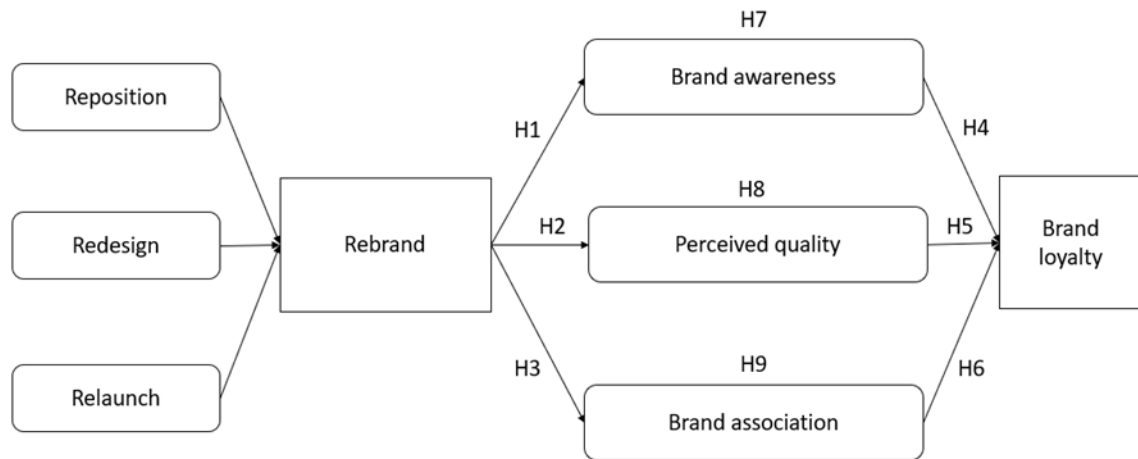 H7
Reposition
Brand awareness
H1
H4
H8
Redesign
Rebrand
H2
Perceived quality
H5
Brand
loyalty
H3
H9
H6
Relaunch
Brand association